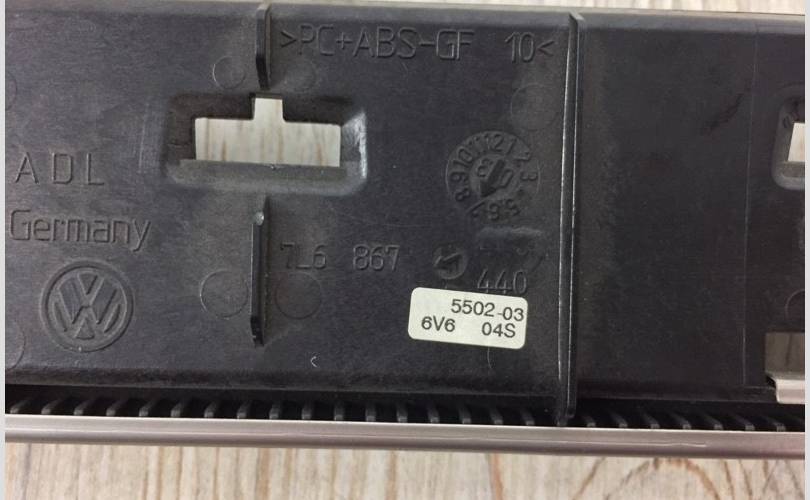 >PC+ABS-GF 10<
ADL
Germany
7L6 867
440
5502-03
6V6 04S